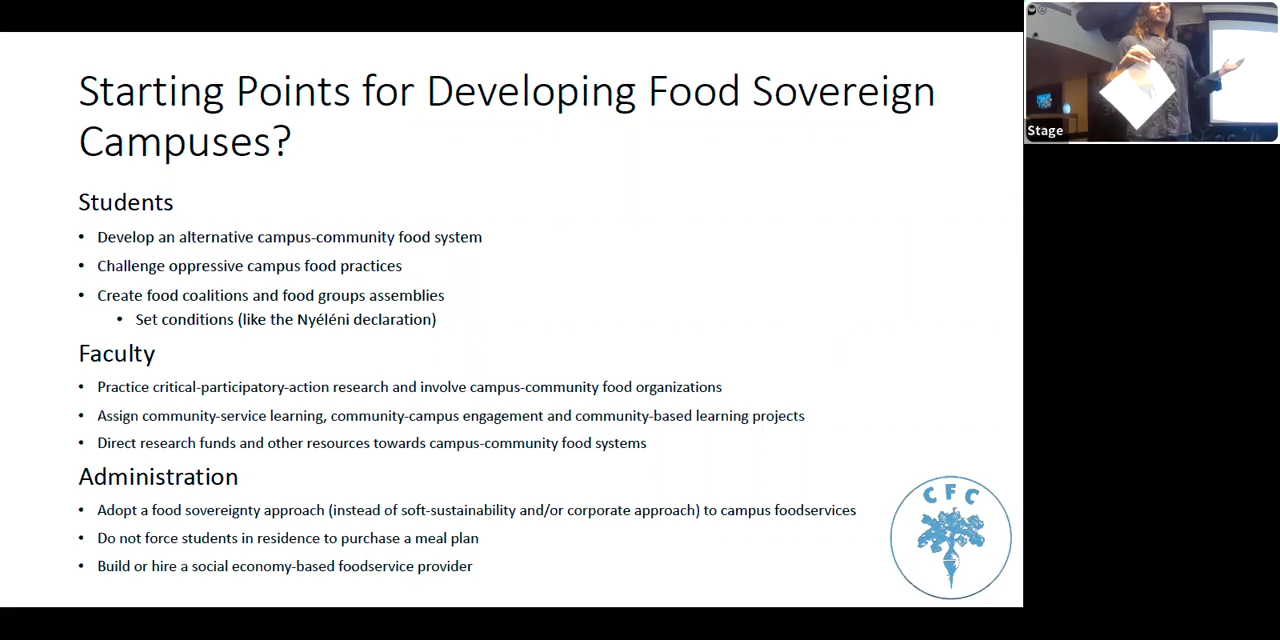 Starting Points for Developing Food Sovereign
Campuses?
Students
• Develop an alternative campus-community food system
• Challenge oppressive campus food practices
• Create food coalitions and food groups assemblies
• Set conditions (like the Nyéléni declaration)
Faculty
• Practice critical-participatory-action research and involve campus-community food organizations
• Assign community-service learning, community-campus engagement and community-based learning projects
• Direct research funds and other resources towards campus-community food systems
Administration
• Adopt a food sovereignty approach (instead of soft-sustainability and/or corporate approach) to campus foodservices
• Do not force students in residence to purchase a meal plan
• Build or hire a social economy-based foodservice provider
CFC
Stage